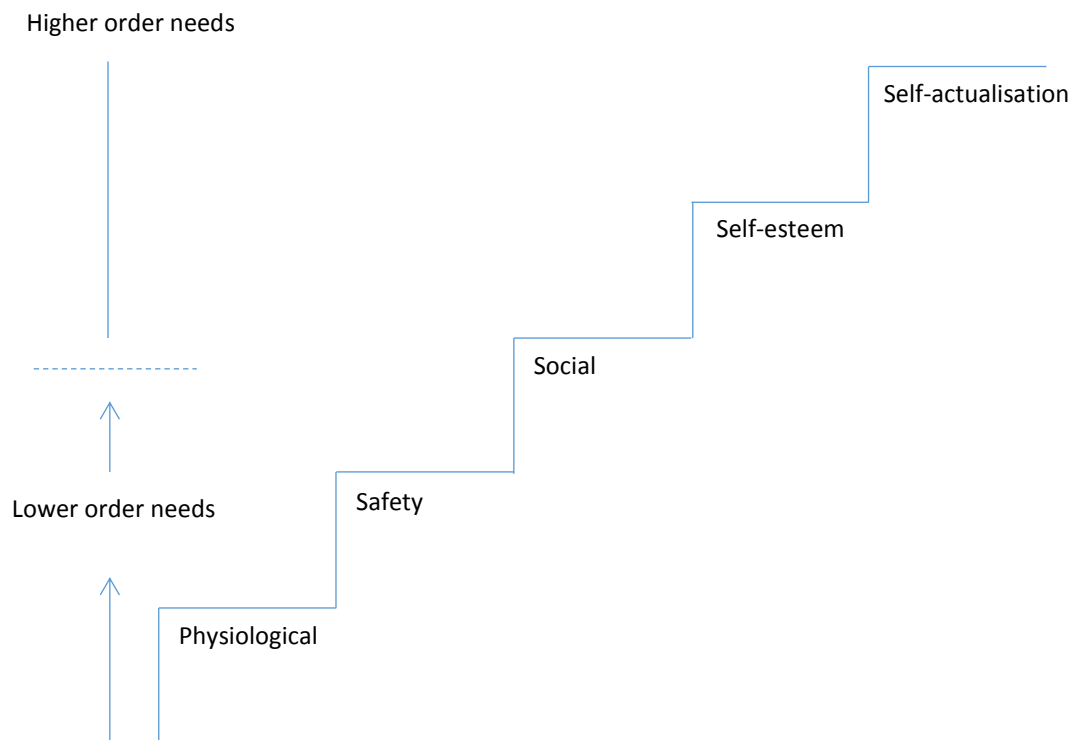 Higher order needs
Self-actualisation
Self-esteem
Social
Safety
Lower order needs
Physiological